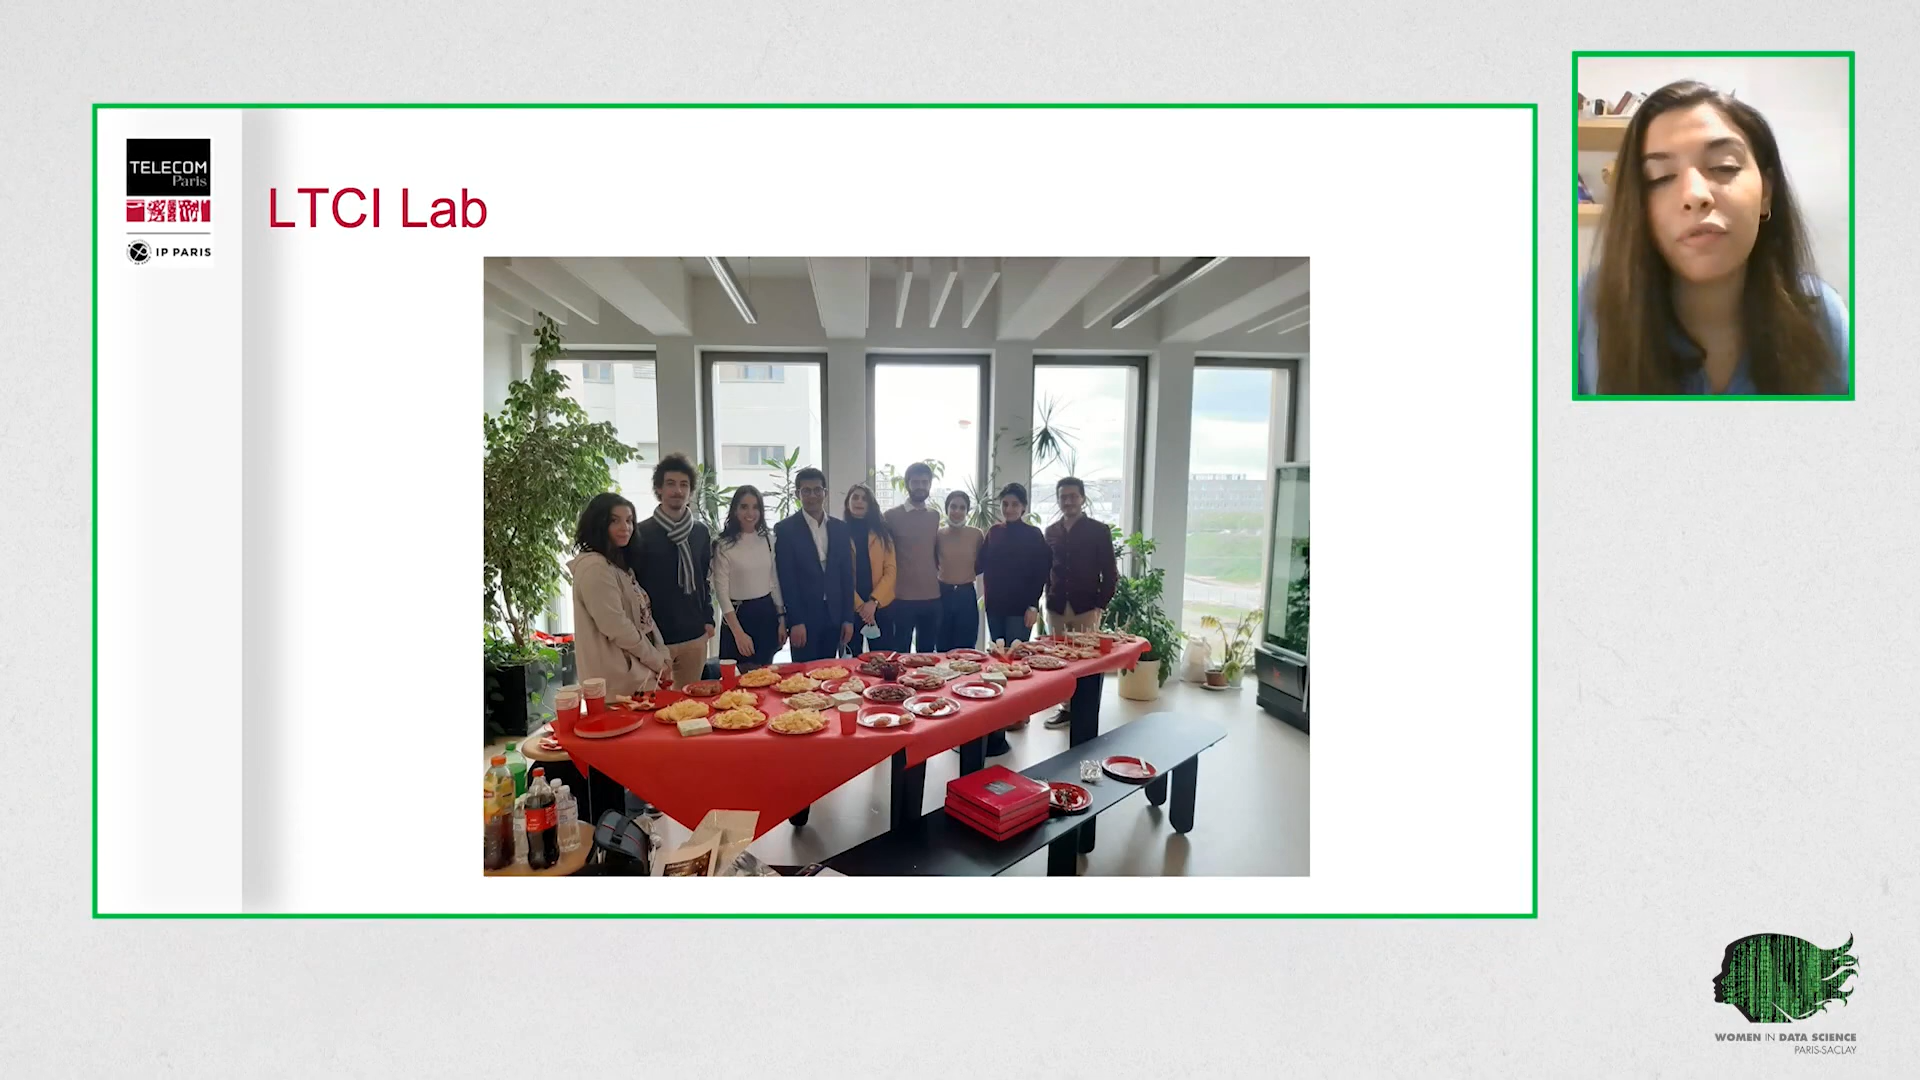 TELECOM
Paris
IP PARIS
LTCI Lab
WOMEN IN DATA SCIENCE
PARIS-SACLAY